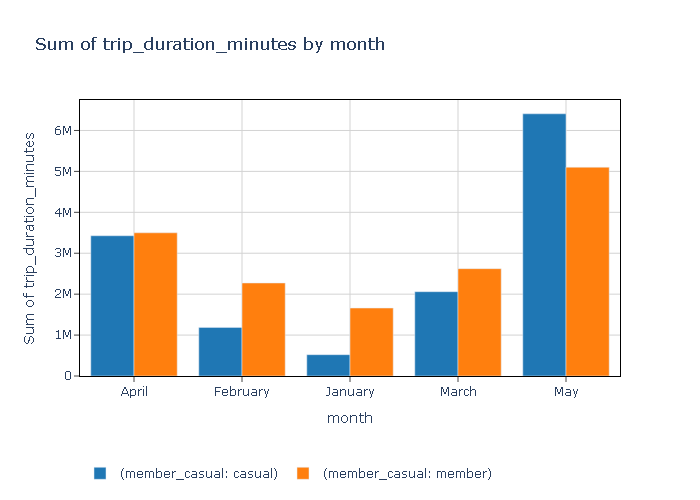 Sum of trip_duration_minutes by month
Sum of trip_duration_minutes
6M
5M
4M
3M
2M
1M
0
April February January March May
month
(member_casual: casual) (member_casual: member)